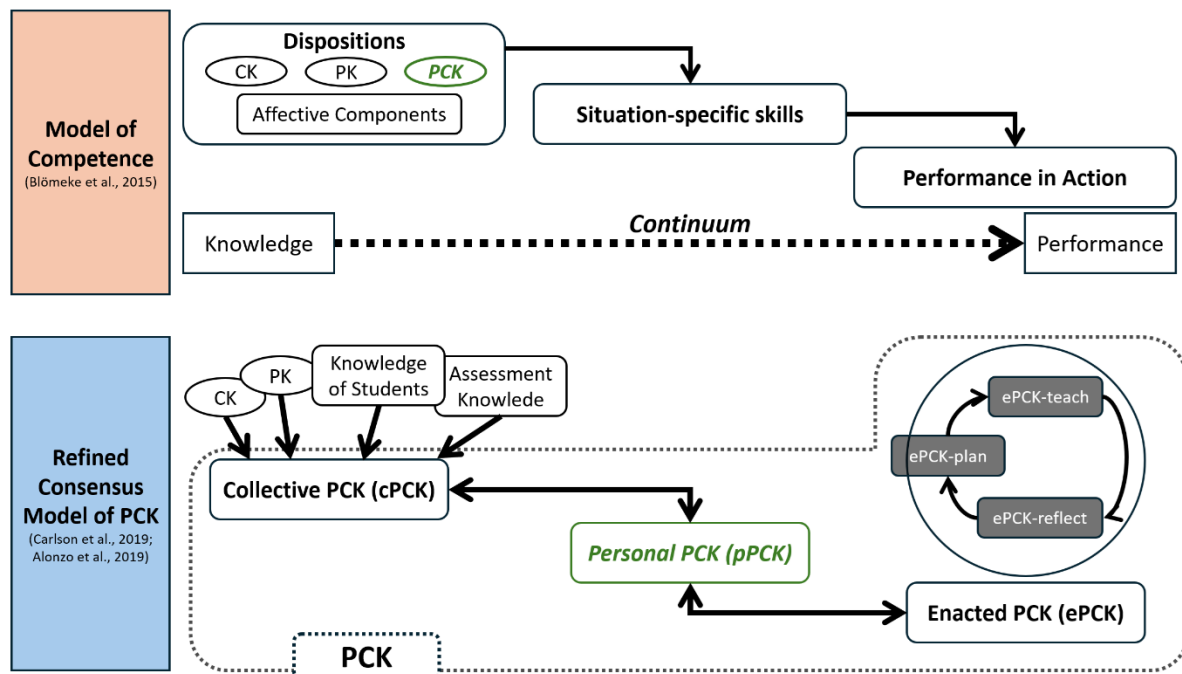 Model of
Competence
(Blömeke et al., 2015)
Dispositions
CK
PK
PCK
Affective Components
Situation-specific skills
Performance in Action
Knowledge
Continuum
Performance
Refined
Consensus
Model of PCK
(Carlson et al., 2019;
Alonzo et al., 2019)
CK
PK
Knowledge
of Students
Assessment
Knowlede
Collective PCK (cPCK)
Personal PCK (pPCK)
ePCK-teach
ePCK-plan
ePCK-reflect
Enacted PCK (ePCK)
PCK